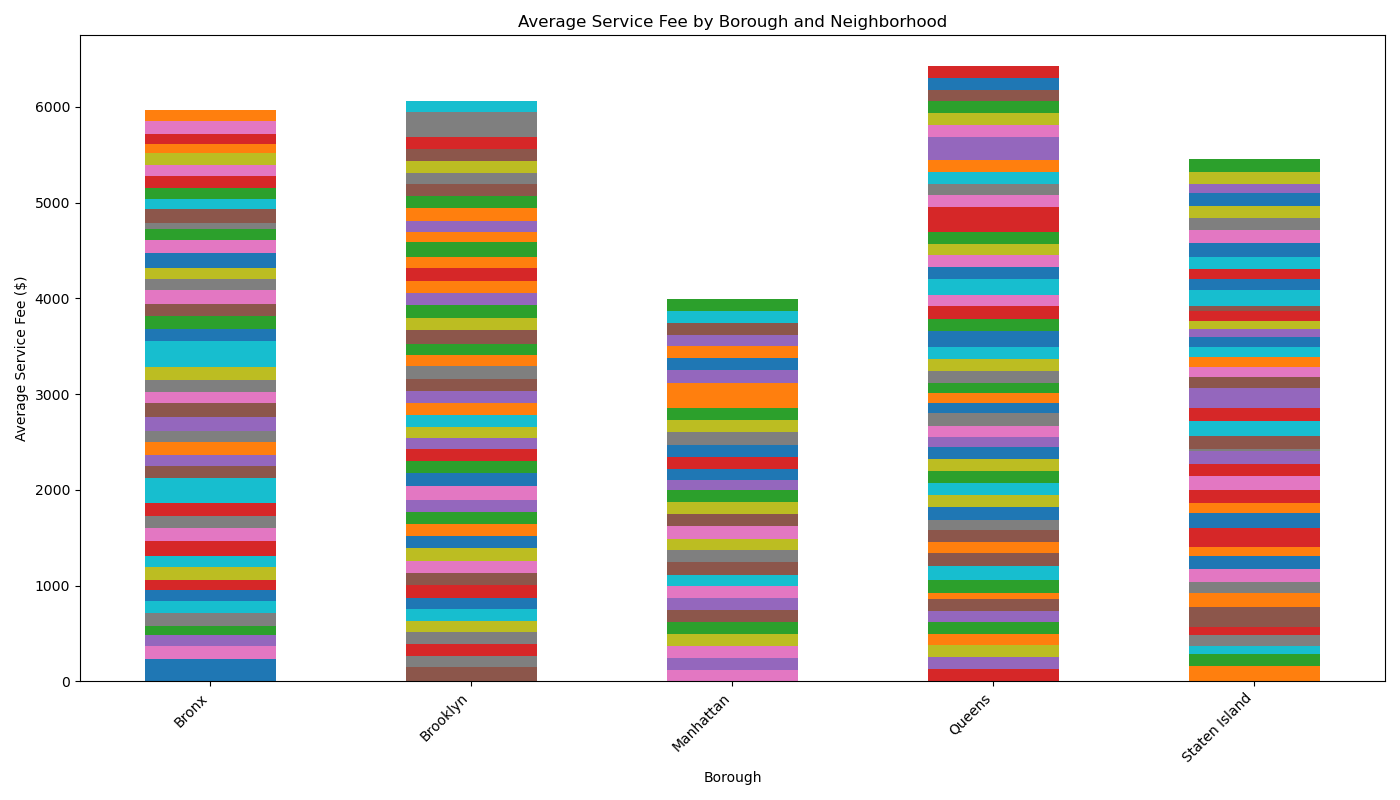 Average Service Fee by Borough and Neighborhood
Average Service Fee ($)
6000
5000
4000
3000
2000
1000
0
Bronx
Brooklyn
Manhattan
Queens
Staten Island
Borough